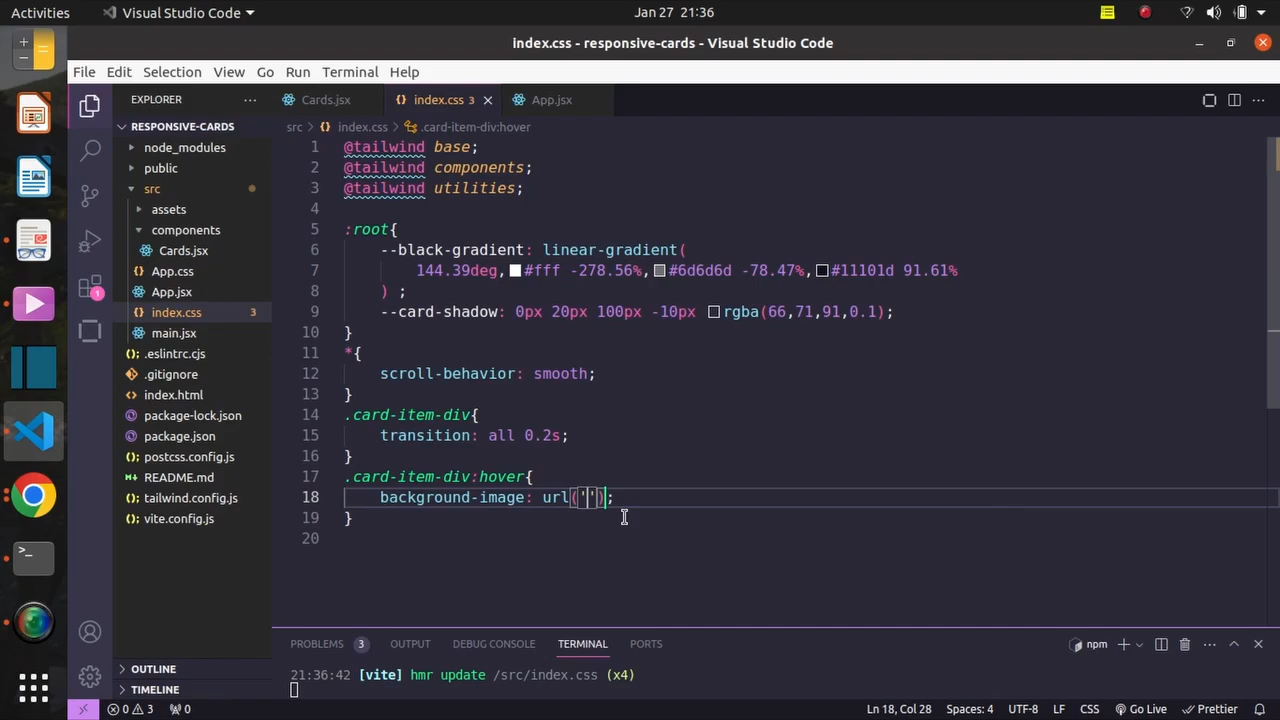 Activities
Visual Studio Code
Jan 27 21:36
index.css - responsive-cards - Visual Studio Code
File Edit Selection View Go Run Terminal Help
EXPLORER
Cards.jsx
index.css 3
App.jsx
RESPONSIVE-CARDS
node_modules
public
src
assets
components
Cards.jsx
App.css
App.jsx
index.css 3
main.jsx
.eslintrc.cjs
.gitignore
index.html
package-lock.json
package.json
postcss.config.js
README.md
tailwind.config.js
vite.config.js
OUTLINE
TIMELINE
1
src > index.css > .card-item-div:hover
1 @tailwind base;
2 @tailwind components;
3 @tailwind utilities;
4
5 :root{
6 --black-gradient: linear-gradient(
7 144.39deg,#fff -278.56%,#6d6d6d -78.47%,#11101d 91.61%
8 ) ;
9 --card-shadow: 0px 20px 100px -10px rgba(66,71,91,0.1);
10 }
11 *{
12 scroll-behavior: smooth;
13 }
14 .card-item-div{
15 transition: all 0.2s;
16 }
17 .card-item-div:hover{
18 background-image: url('');
19 }
20
PROBLEMS 3 OUTPUT DEBUG CONSOLE TERMINAL PORTS
npm
21:36:42 [vite] hmr update /src/index.css (x4)
0 3 0
Ln 18, Col 28 Spaces: 4 UTF-8 LF CSS Go Live Prettier